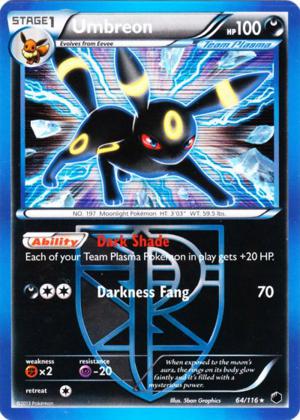 STAGE1
Umbreon
HP100
Evolves from Eevee
Team Plasma
NO. 197 Moonlight Pokémon HT: 3'03" WT: 59.5 lbs.
Ability Dark Shade
Each of your Team Plasma Pokémon in play gets +20 HP.
Darkness Fang 70
weakness
×2
resistance
-20
retreat
When exposed to the moon's
aura, the rings on its body glow
faintly and it's filled with a
mysterious power.
©2013 Pokémon
Illus. 5ban Graphics
64/116 ★